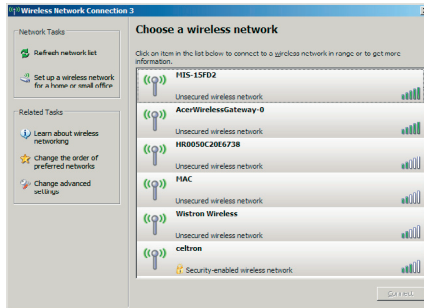 Wireless Network Connection 3
Network Tasks
Refresh network list
Set up a wireless network
for a home or small office
Related Tasks
Learn about wireless
networking
Change the order of
preferred networks
Change advanced
settings
Choose a wireless network
Click an item in the list below to connect to a wireless network in range or to get more
information.
MIS-15FD2
Unsecured wireless network
AcerWirelessGateway-0
Unsecured wireless network
HR0050C20E6738
Unsecured wireless network
MAC
Unsecured wireless network
Wistron Wireless
Unsecured wireless network
celtron
Security-enabled wireless network
Connect